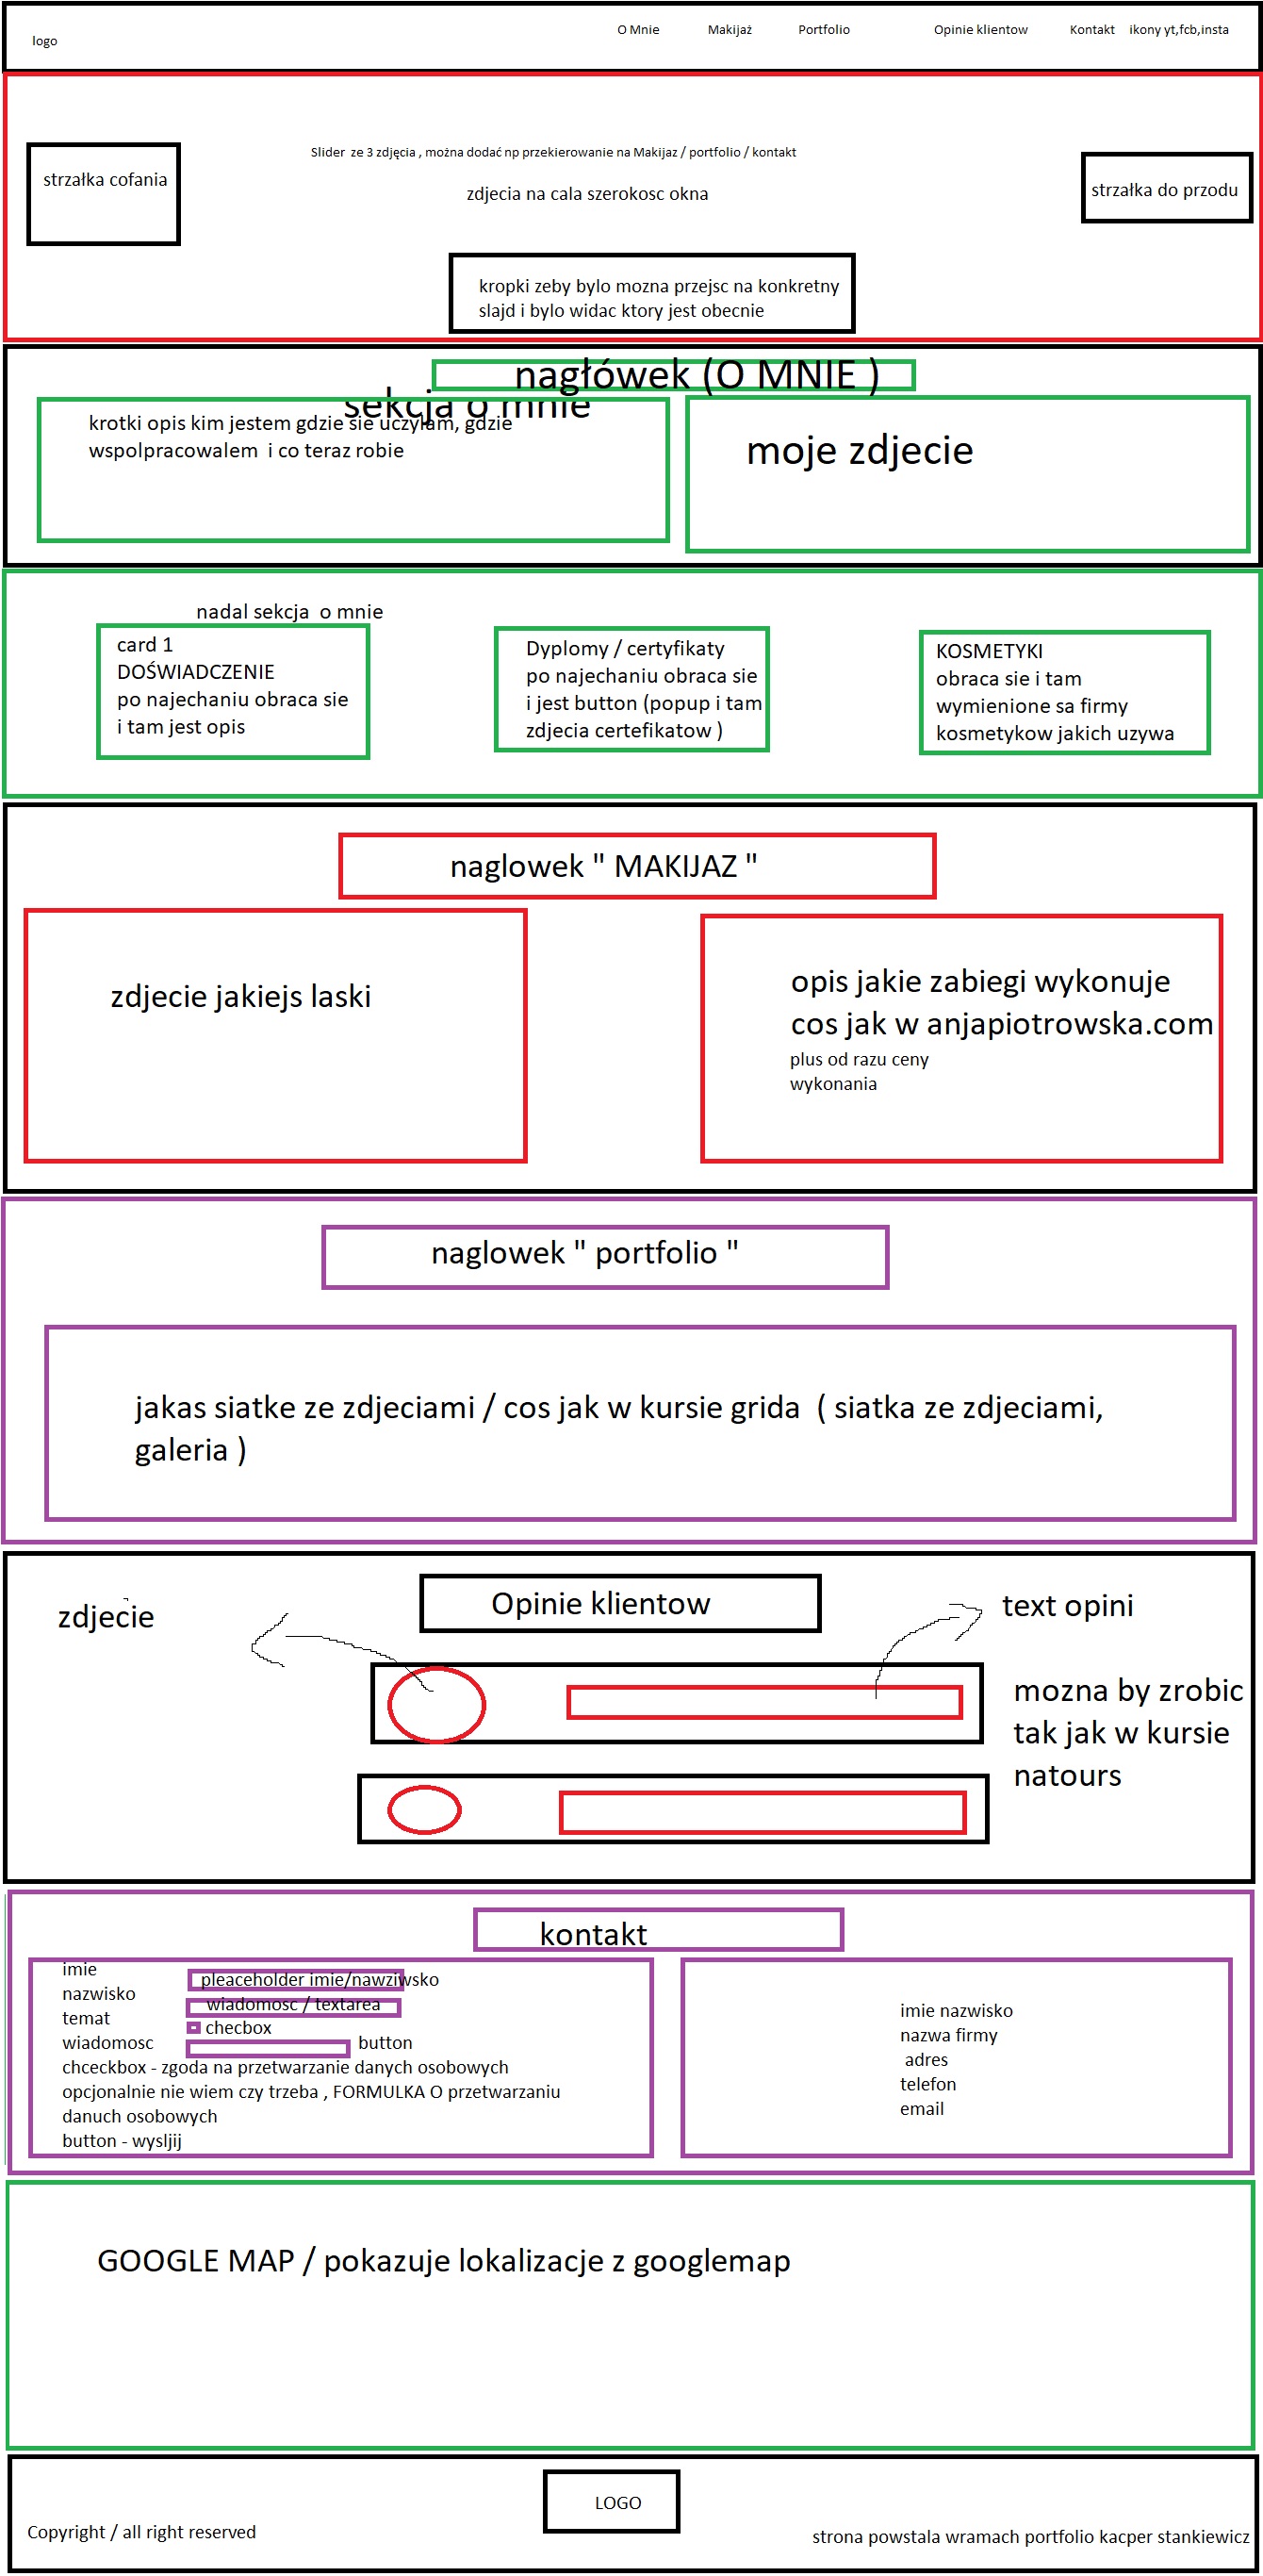 logo
O Mnie
Makijaż
Portfolio
Opinie klientow
Kontakt
ikony yt,fcb,insta
Slider ze 3 zdjęcia , można dodać np przekierowanie na Makijaz / portfolio / kontakt
strzałka cofania
zdjecia na cala szerokosc okna
strzałka do przodu
kropki zeby bylo mozna przejsc na konkretny
slajd i bylo widac ktory jest obecnie
nagłówek (O MNIE )
sekcja o mnie
krotki opis kim jestem gdzie sie uczylam, gdzie
wspolpracowalem i co teraz robie
moje zdjecie
nadal sekcja o mnie
card 1
DOŚWIADCZENIE
po najechaniu obraca sie
i tam jest opis
Dyplomy / certyfikaty
po najechaniu obraca sie
i jest button (popup i tam
zdjecia certefikatow )
KOSMETYKI
obraca sie i tam
wymienione sa firmy
kosmetykow jakich uzywa
naglowek " MAKIJAZ "
zdjecie jakiejs laski
opis jakie zabiegi wykonuje
cos jak w anjapiotrowska.com
plus od razu ceny
wykonania
naglowek " portfolio "
jakas siatke ze zdjeciami / cos jak w kursie grida ( siatka ze zdjeciami,
galeria )
zdjecie
Opinie klientow
text opini
mozna by zrobic
tak jak w kursie
natours
kontakt
imie
nazwisko
temat
wiadomosc
pleaceholder imie/nawziwsko
wiadomosc / textarea
checbox
button
chceckbox - zgoda na przetwarzanie danych osobowych
opcjonalnie nie wiem czy trzeba , FORMULKA O przetwarzaniu
danuch osobowych
button - wysljij
imie nazwisko
nazwa firmy
adres
telefon
email
GOOGLE MAP / pokazuje lokalizacje z googlemap
LOGO
Copyright / all right reserved
strona powstala wramach portfolio kacper stankiewicz